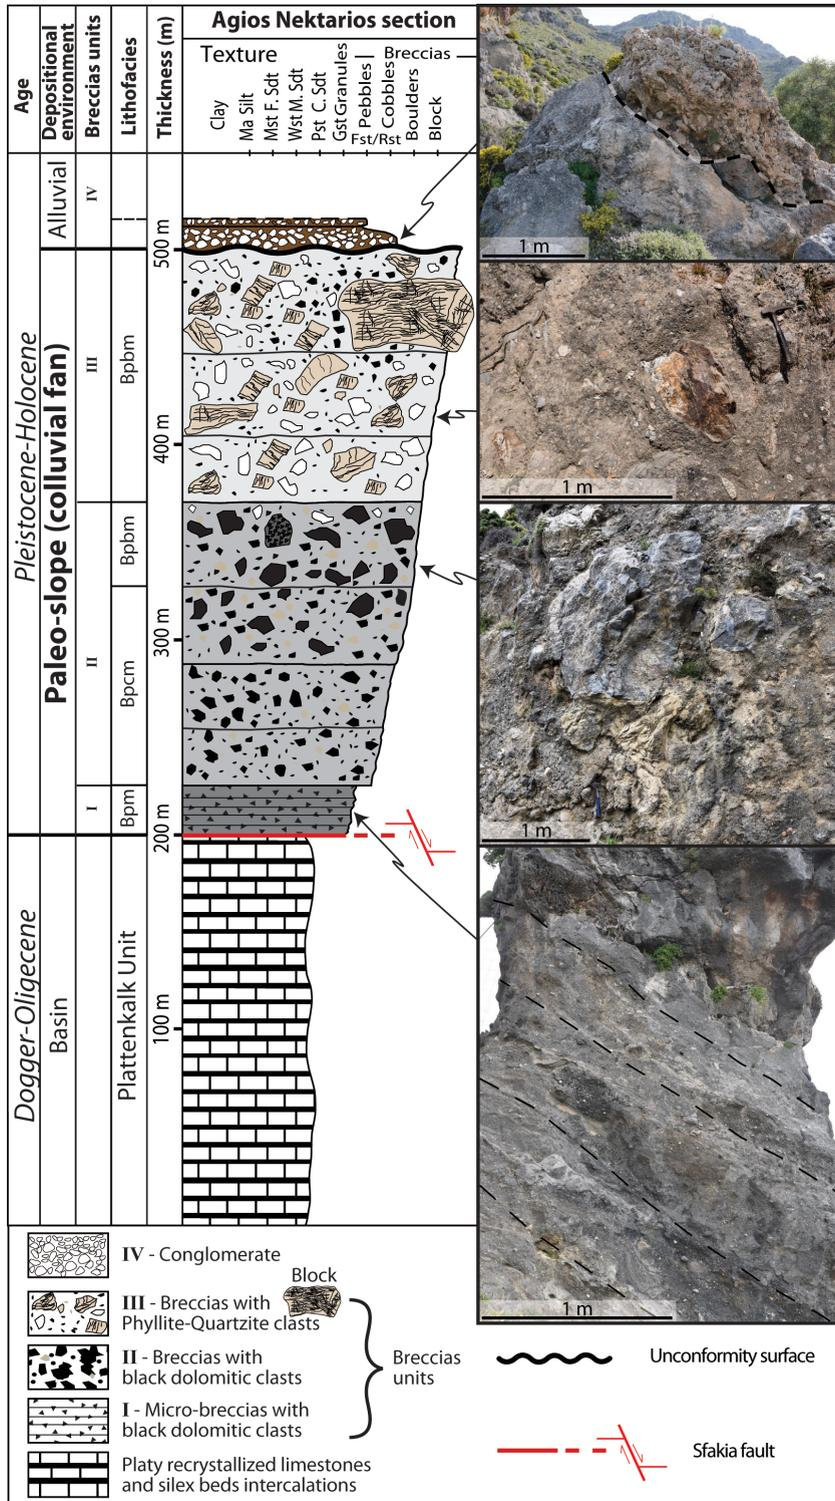 Agios Nektarios section
Age
Depositional
environment
Breccias units
Lithofacies
Thickness (m)
Texture
Breccias
Clay
Ma Silt
Mst F. Sdt
Wst M. Sdt
Pst C. Sdt
Gst Granules
Pebbles
Cobbles
Boulders
Block
Fst/Rst
Alluvial
IV
1 m
500 m
Pleistocene-Holocene
Paleo-slope (colluvial fan)
III
Bpbm
400 m
1 m
II
Bpbm
300 m
Bpcm
I
Bpm
1 m
200 m
Dogger-Oligecene
Basin
Plattenkalk Unit
100 m
1 m
IV - Conglomerate
Block
III - Breccias with
Phyllite-Quartzite clasts
II - Breccias with
black dolomitic clasts
Breccias
units
I - Micro-breccias with
black dolomitic clasts
Platy recrystallized limestones
and silex beds intercalations
Unconformity surface
Sfakia fault